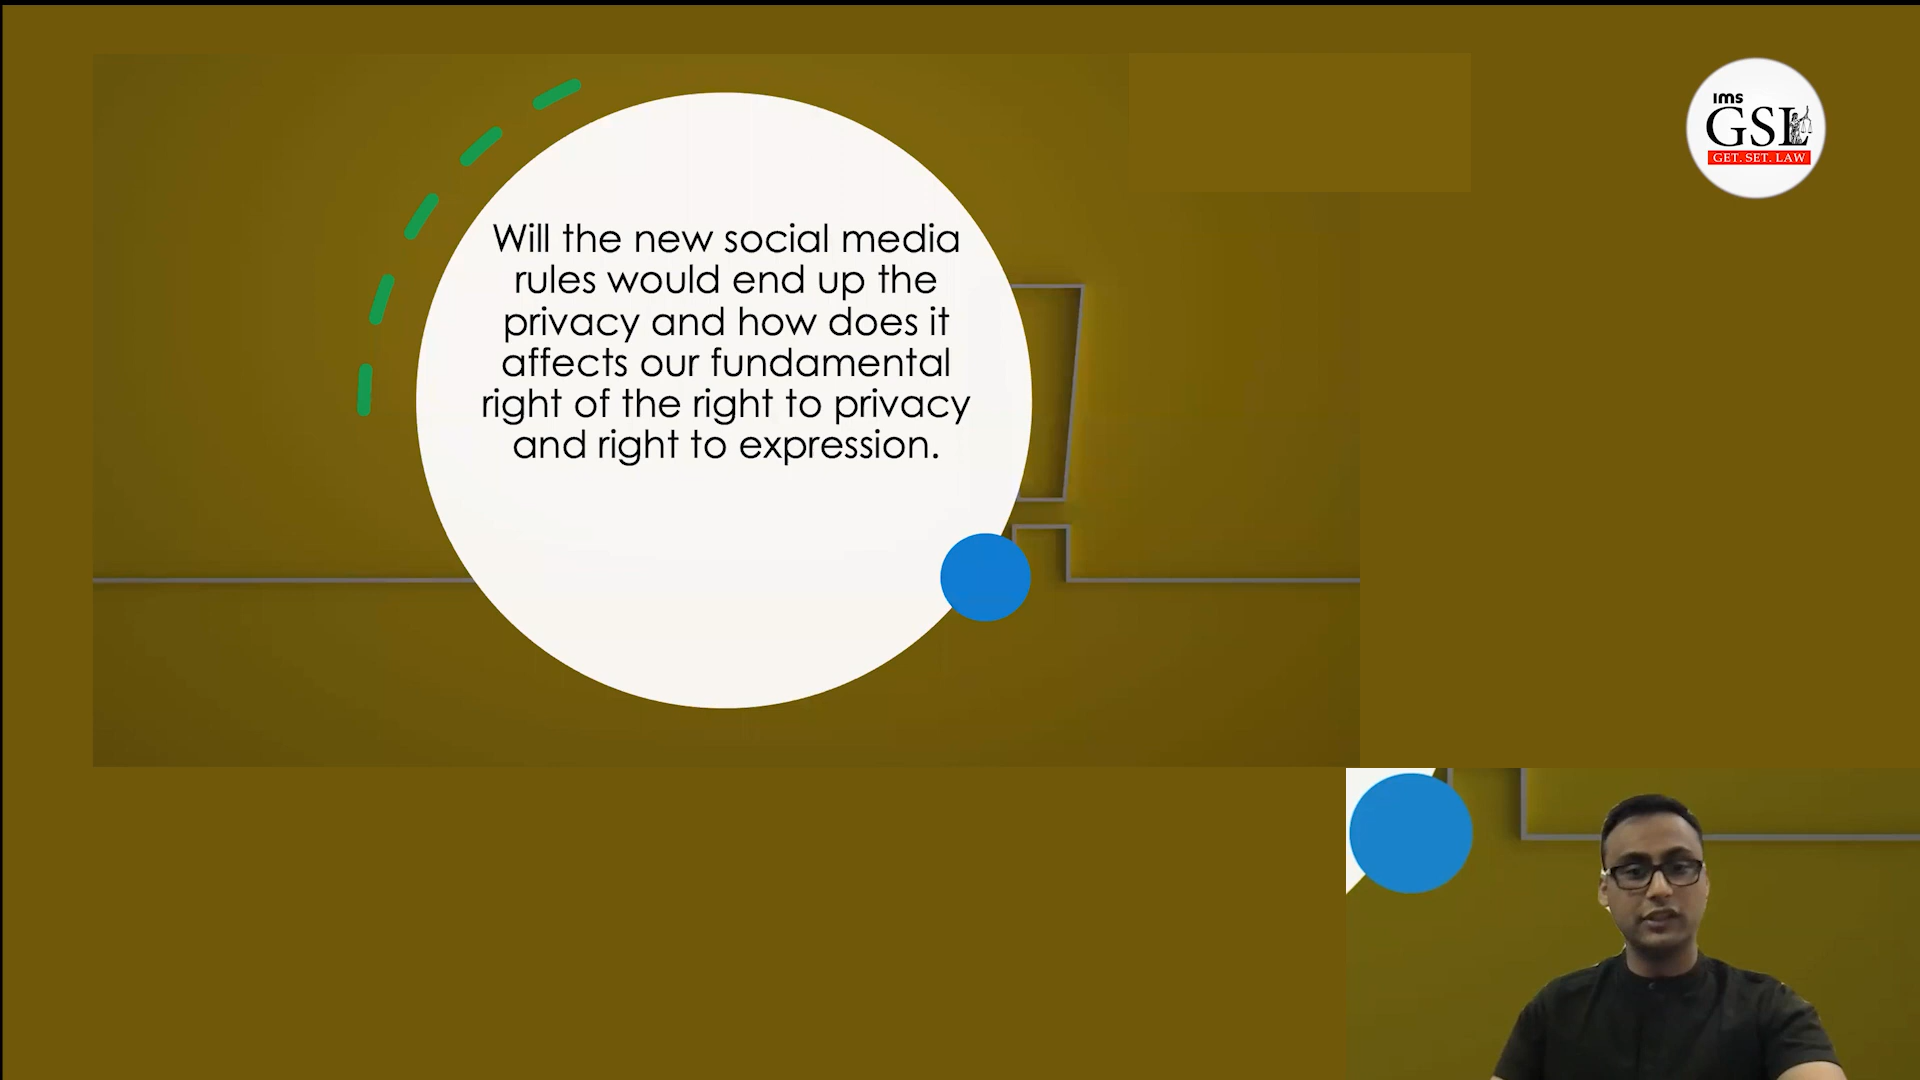 Will the new social media
rules would end up the
privacy and how does it
affects our fundamental
right of the right to privacy
and right to expression.
ims
GSL
GET. SET. LAW